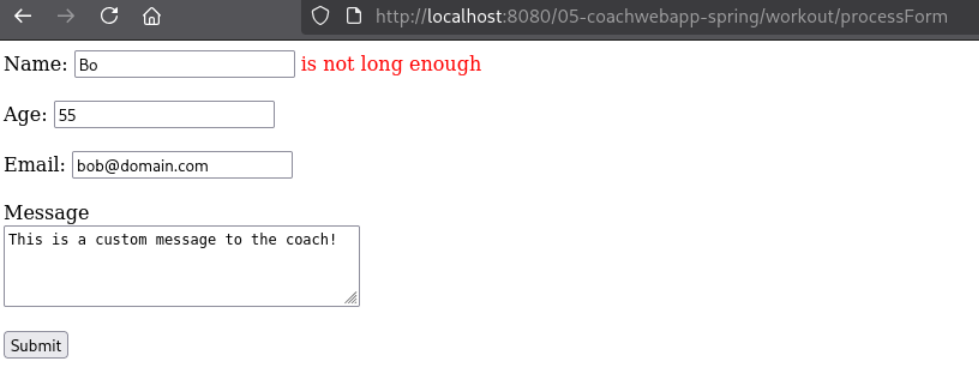 http://localhost:8080/05-coachwebapp-spring/workout/processForm
Name: Bo is not long enough
Age: 55
Email: bob@domain.com
Message
This is a custom message to the coach!
Submit